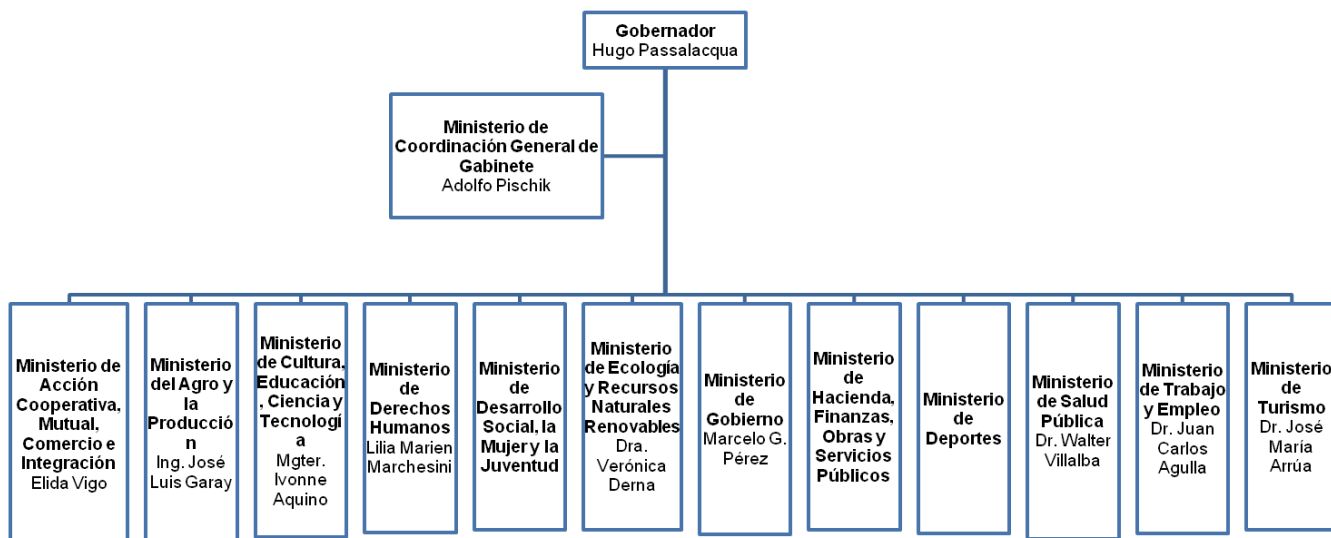 Gobernador
Hugo Passalacqua
Ministerio de
Coordinación General de
Gabinete
Adolfo Pischik
Ministerio de
Acción
Cooperativa,
Mutual,
Comercio e
Integración
Elida Vigo
Ministerio
del Agro y
la
Producció
n
Ing. José
Luis Garay
Ministerio
de Cultura,
Educación
, Ciencia y
Tecnologí
a
Mgter.
Ivonne
Aquino
Ministerio
de
Derechos
Humanos
Lilia Marien
Marchesini
Ministerio
de
Desarrollo
Social, la
Mujer y la
Juventud
Ministerio
de Ecología
y Recursos
Naturales
Renovables
Dra.
Verónica
Derna
Ministerio
de
Gobierno
Marcelo G.
Pérez
Ministerio
de
Hacienda,
Finanzas,
Obras y
Servicios
Públicos
Ministerio
de
Deportes
Ministerio
de Salud
Pública
Dr. Walter
Villalba
Ministerio
de Trabajo
y Empleo
Dr. Juan
Carlos
Agulla
Ministerio
de
Turismo
Dr. José
María
Arrúa